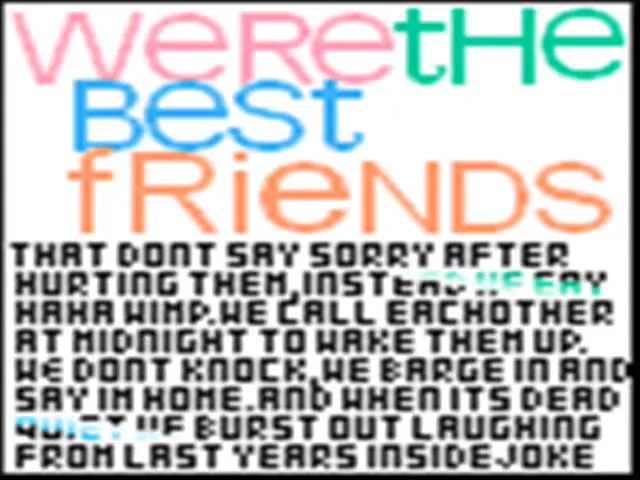 WeRe tHe
BeSt
fRieNDS
THAT DONT SAY SORRY AFTER
HURTING THEM,INSTEAD WE SAY
HAHA WIMP.WE CALL EACHOTHER
AT MIDNIGHT TO WAKE THEM UP.
WE DONT KNOCK,WE BARGE IN AND
SAY IM HOME.AND WHEN ITS DEAD
QUIET WE BURST OUT LAUGHING
FROM LAST YEARS INSIDEJOKE